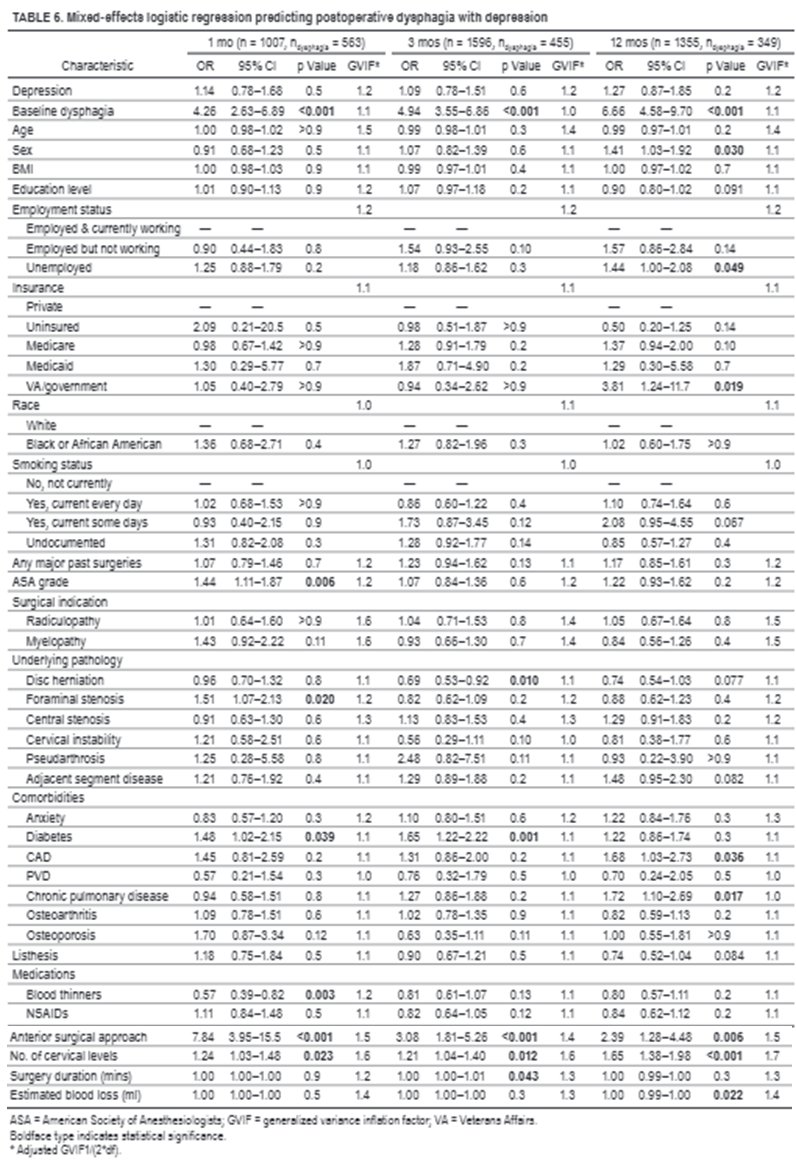 TABLE 6. Mixed-effects logistic regression predicting postoperative dysphagia with depression
1 mo (n = 1007, ndysphagia = 563) 3 mos (n = 1596, ndysphagia = 455) 12 mos (n = 1355, ndysphagia = 349)
Characteristic OR 95% CI p Value GVIF* OR 95% CI p Value GVIF* OR 95% CI p Value GVIF*
Depression 1.14 0.78–1.68 0.5 1.2 1.09 0.78–1.51 0.6 1.2 1.27 0.87–1.85 0.2 1.2
Baseline dysphagia 4.26 2.63–6.89 <0.001 1.1 4.94 3.55–6.86 <0.001 1.0 6.66 4.58–9.70 <0.001 1.1
Age 1.00 0.98–1.02 >0.9 1.5 0.99 0.98–1.01 0.3 1.4 0.99 0.97–1.01 0.2 1.4
Sex 0.91 0.68–1.23 0.5 1.1 1.07 0.82–1.39 0.6 1.1 1.41 1.03–1.92 0.030 1.1
BMI 1.00 0.98–1.03 0.9 1.1 0.99 0.97–1.01 0.4 1.1 1.00 0.97–1.02 0.7 1.1
Education level 1.01 0.90–1.13 0.9 1.2 1.07 0.97–1.18 0.2 1.1 0.90 0.80–1.02 0.091 1.1
Employment status 1.2 1.2 1.2
Employed & currently working — — — — — —
Employed but not working 0.90 0.44–1.83 0.8 1.54 0.93–2.55 0.10 1.57 0.86–2.84 0.14
Unemployed 1.25 0.88–1.79 0.2 1.18 0.86–1.62 0.3 1.44 1.00–2.08 0.049
Insurance 1.1 1.1 1.1
Private — — — — — —
Uninsured 2.09 0.21–20.5 0.5 0.98 0.51–1.87 >0.9 0.50 0.20–1.25 0.14
Medicare 0.98 0.67–1.42 >0.9 1.28 0.91–1.79 0.2 1.37 0.94–2.00 0.10
Medicaid 1.30 0.29–5.77 0.7 1.87 0.71–4.90 0.2 1.29 0.30–5.58 0.7
VA/government 1.05 0.40–2.79 >0.9 0.94 0.34–2.62 >0.9 3.81 1.24–11.7 0.019
Race 1.0 1.1 1.1
White — — — — — —
Black or African American 1.36 0.68–2.71 0.4 1.27 0.82–1.96 0.3 1.02 0.60–1.75 >0.9
Smoking status 1.0 1.0 1.0
No, not currently — — — — — —
Yes, current every day 1.02 0.68–1.53 >0.9 0.86 0.60–1.22 0.4 1.10 0.74–1.64 0.6
Yes, current some days 0.93 0.40–2.15 0.9 1.73 0.87–3.45 0.12 2.08 0.95–4.55 0.067
Undocumented 1.31 0.82–2.08 0.3 1.28 0.92–1.77 0.14 0.85 0.57–1.27 0.4
Any major past surgeries 1.07 0.79–1.46 0.7 1.2 1.23 0.94–1.62 0.13 1.1 1.17 0.85–1.61 0.3 1.2
ASA grade 1.44 1.11–1.87 0.006 1.2 1.07 0.84–1.36 0.6 1.2 1.22 0.93–1.62 0.2 1.2
Surgical indication
Radiculopathy 1.01 0.64–1.60 >0.9 1.6 1.04 0.71–1.53 0.8 1.4 1.05 0.67–1.64 0.8 1.5
Myelopathy 1.43 0.92–2.22 0.11 1.6 0.93 0.66–1.30 0.7 1.4 0.84 0.56–1.26 0.4 1.5
Underlying pathology
Disc herniation 0.96 0.70–1.32 0.8 1.1 0.69 0.53–0.92 0.010 1.1 0.74 0.54–1.03 0.077 1.1
Foraminal stenosis 1.51 1.07–2.13 0.020 1.2 0.82 0.62–1.09 0.2 1.2 0.88 0.62–1.23 0.4 1.2
Central stenosis 0.91 0.63–1.30 0.6 1.3 1.13 0.83–1.53 0.4 1.3 1.29 0.91–1.83 0.2 1.2
Cervical instability 1.21 0.58–2.51 0.6 1.1 0.56 0.29–1.11 0.10 1.0 0.81 0.38–1.77 0.6 1.1
Pseudarthrosis 1.25 0.28–5.58 0.8 1.1 2.48 0.82–7.51 0.11 1.1 0.93 0.22–3.90 >0.9 1.1
Adjacent segment disease 1.21 0.76–1.92 0.4 1.1 1.29 0.89–1.88 0.2 1.1 1.48 0.95–2.30 0.082 1.1
Comorbidities
Anxiety 0.83 0.57–1.20 0.3 1.2 1.10 0.80–1.51 0.6 1.2 1.22 0.84–1.76 0.3 1.3
Diabetes 1.48 1.02–2.15 0.039 1.1 1.65 1.22–2.22 0.001 1.1 1.22 0.86–1.74 0.3 1.1
CAD 1.45 0.81–2.59 0.2 1.1 1.31 0.86–2.00 0.2 1.1 1.68 1.03–2.73 0.036 1.1
PVD 0.57 0.21–1.54 0.3 1.0 0.76 0.32–1.79 0.5 1.0 0.70 0.24–2.05 0.5 1.0
Chronic pulmonary disease 0.94 0.58–1.51 0.8 1.1 1.27 0.86–1.88 0.2 1.1 1.72 1.10–2.69 0.017 1.0
Osteoarthritis 1.09 0.78–1.51 0.6 1.1 1.02 0.78–1.35 0.9 1.1 0.82 0.59–1.13 0.2 1.1
Osteoporosis 1.70 0.87–3.34 0.12 1.1 0.63 0.35–1.11 0.11 1.1 1.00 0.55–1.81 >0.9 1.1
Listhesis 1.18 0.75–1.84 0.5 1.1 0.90 0.67–1.21 0.5 1.1 0.74 0.52–1.04 0.084 1.1
Medications
Blood thinners 0.57 0.39–0.82 0.003 1.2 0.81 0.61–1.07 0.13 1.1 0.80 0.57–1.11 0.2 1.1
NSAIDs 1.11 0.84–1.48 0.5 1.1 0.82 0.64–1.05 0.12 1.1 0.84 0.62–1.12 0.2 1.1
Anterior surgical approach 7.84 3.95–15.5 <0.001 1.5 3.08 1.81–5.26 <0.001 1.4 2.39 1.28–4.48 0.006 1.5
No. of cervical levels 1.24 1.03–1.48 0.023 1.6 1.21 1.04–1.40 0.012 1.6 1.65 1.38–1.98 <0.001 1.7
Surgery duration (mins) 1.00 1.00–1.00 0.9 1.2 1.00 1.00–1.01 0.043 1.3 1.00 0.99–1.00 0.3 1.3
Estimated blood loss (ml) 1.00 1.00–1.00 0.5 1.4 1.00 1.00–1.00 0.3 1.3 1.00 0.99–1.00 0.022 1.4
ASA = American Society of Anesthesiologists; GVIF = generalized variance inflation factor; VA = Veterans Affairs.
Boldface type indicates statistical significance.
* Adjusted GVIF1/(2*df).